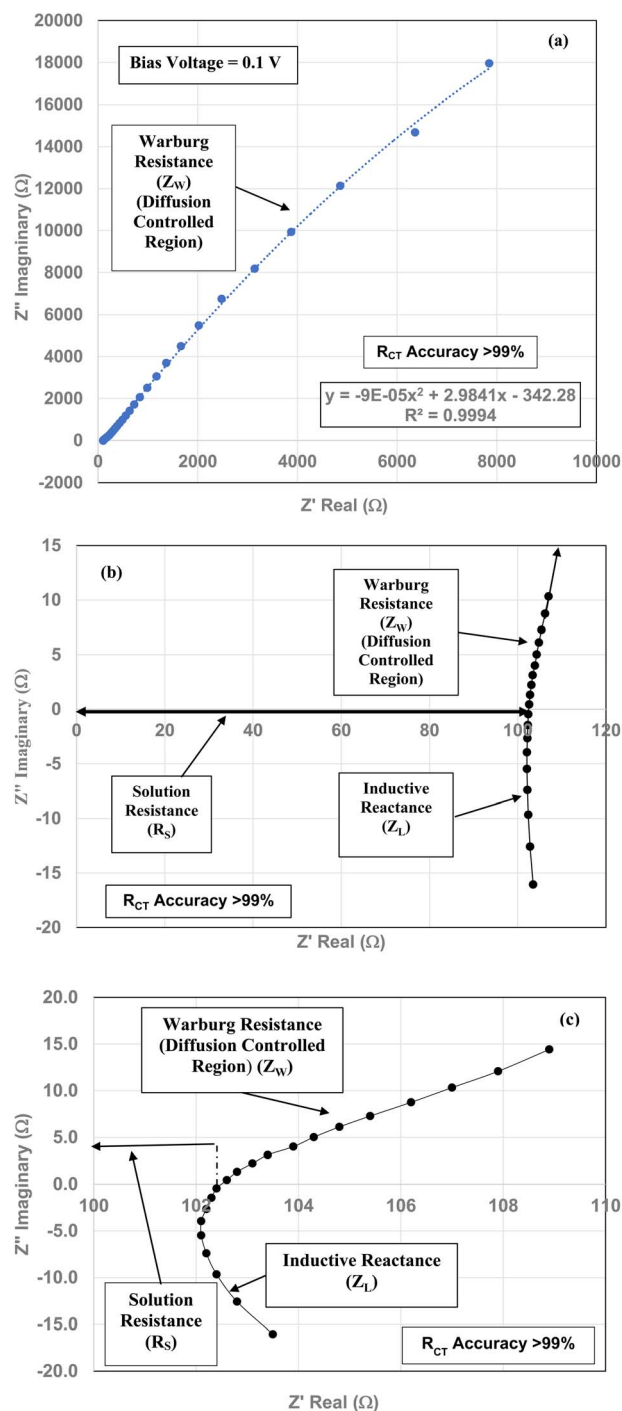 20000
(a)
18000
Bias Voltage = 0.1 V
16000
14000
Warburg
Resistance
(ZW)
(Diffusion
Controlled
Region)
12000
10000
8000
6000
4000
2000
0
-2000
Z'' Imagninary (Ω)
RCT Accuracy >99%
y = -9E-05x² + 2.9841x - 342.28
R² = 0.9994
0 2000 4000 6000 8000 10000
Z' Real (Ω)
15
(b)
10
5
0
-5
-10
-15
-20
Z'' Imaginary (Ω)
Warburg
Resistance
(ZW)
(Diffusion
Controlled
Region)
0 20 40 60 80 100 120
Solution
Resistance
(RS)
Inductive
Reactance
(ZL)
RCT Accuracy >99%
Z' Real (Ω)
20.0
(c)
15.0
10.0
5.0
0.0
-5.0
-10.0
-15.0
-20.0
Z'' Imaginary (Ω)
Warburg Resistance
(Diffusion Controlled
Region) (ZW)
100 102 104 106 108 110
Inductive Reactance
(ZL)
Solution
Resistance
(RS)
RCT Accuracy >99%
Z' Real (Ω)